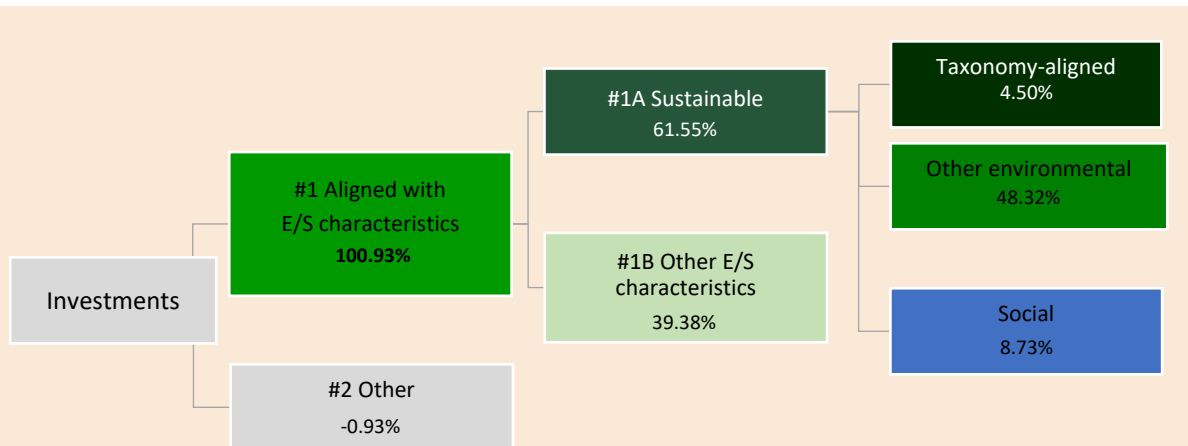 Investments
#1 Aligned with
E/S characteristics
100.93%
#2 Other
-0.93%
#1A Sustainable
61.55%
#1B Other E/S
characteristics
39.38%
Taxonomy-aligned
4.50%
Other environmental
48.32%
Social
8.73%